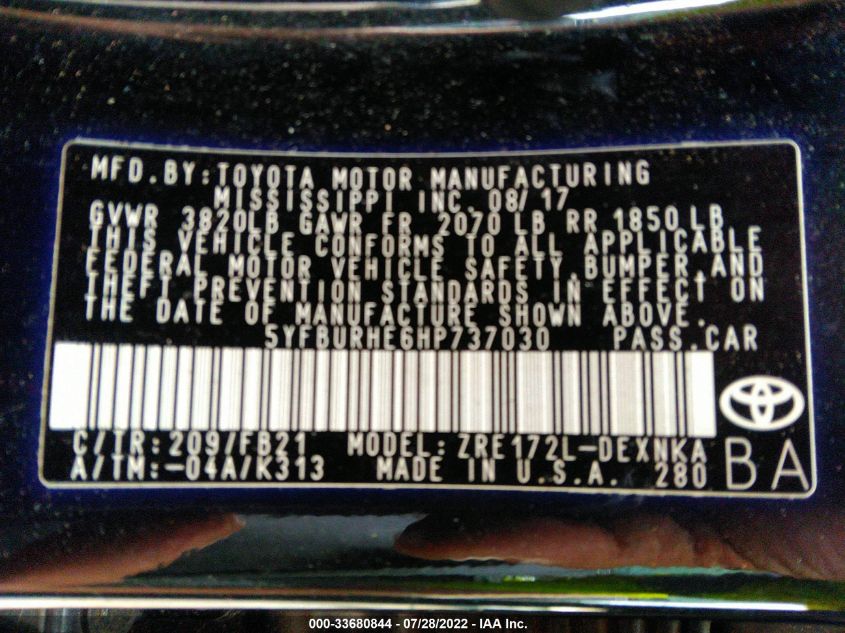 MFD.BY:TOYOTA MOTOR MANUFACTURING
MISSISSIPPI INC. 08/17
GVWR 3820LB GAWR FR 2070 LB RR 1850LB
THIS VEHICLE CONFORMS TO ALL APPLICABLE
FEDERAL MOTOR VEHICLE SAFETY,BUMPER,AND
THEFT PREVENTION STANDARDS IN EFFECT ON
THE DATE OF MANUFACTURE SHOWN ABOVE.
5YFBURHE6HP737030 PASS.CAR
C/TR:209/FB21 MODEL:ZRE172L-DEXNKA
A/TM:-04A/K313 MADE IN U.S.A. 280
BA
000-33680844 / 07/28/2022 - IAA Inc.